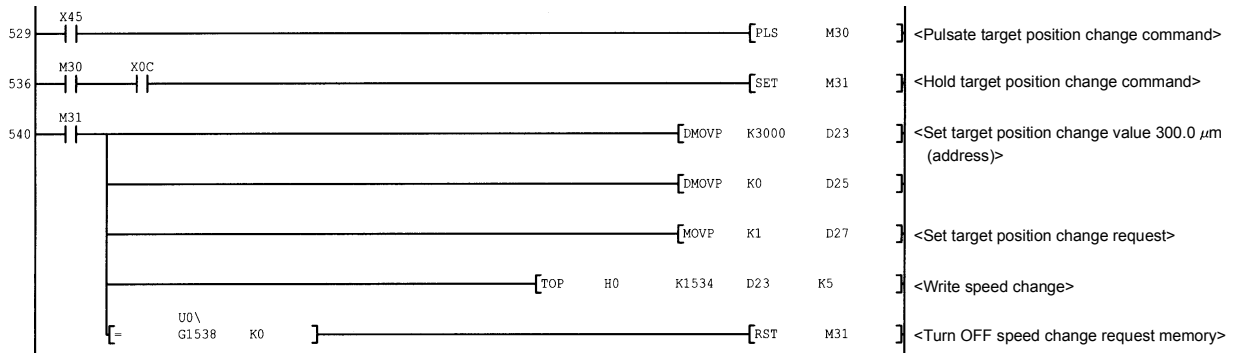 X45
529 PLS M30 <Pulsate target position change command>
M30 X0C
536 SET M31 <Hold target position change command>
M31
540 DMOVP K3000 D23 <Set target position change value 300.0 μm
(address)>
DMOVP K0 D25
MOVP K1 D27 <Set target position change request>
TOP H0 K1534 D23 K5 <Write speed change>
U0\
= G1538 K0 RST M31 <Turn OFF speed change request memory>